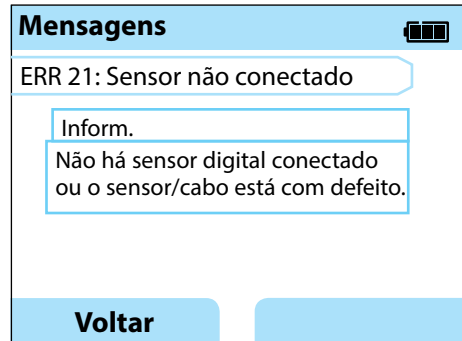 Mensagens
ERR 21: Sensor não conectado
Inform.
Não há sensor digital conectado
ou o sensor/cabo está com defeito.
Voltar